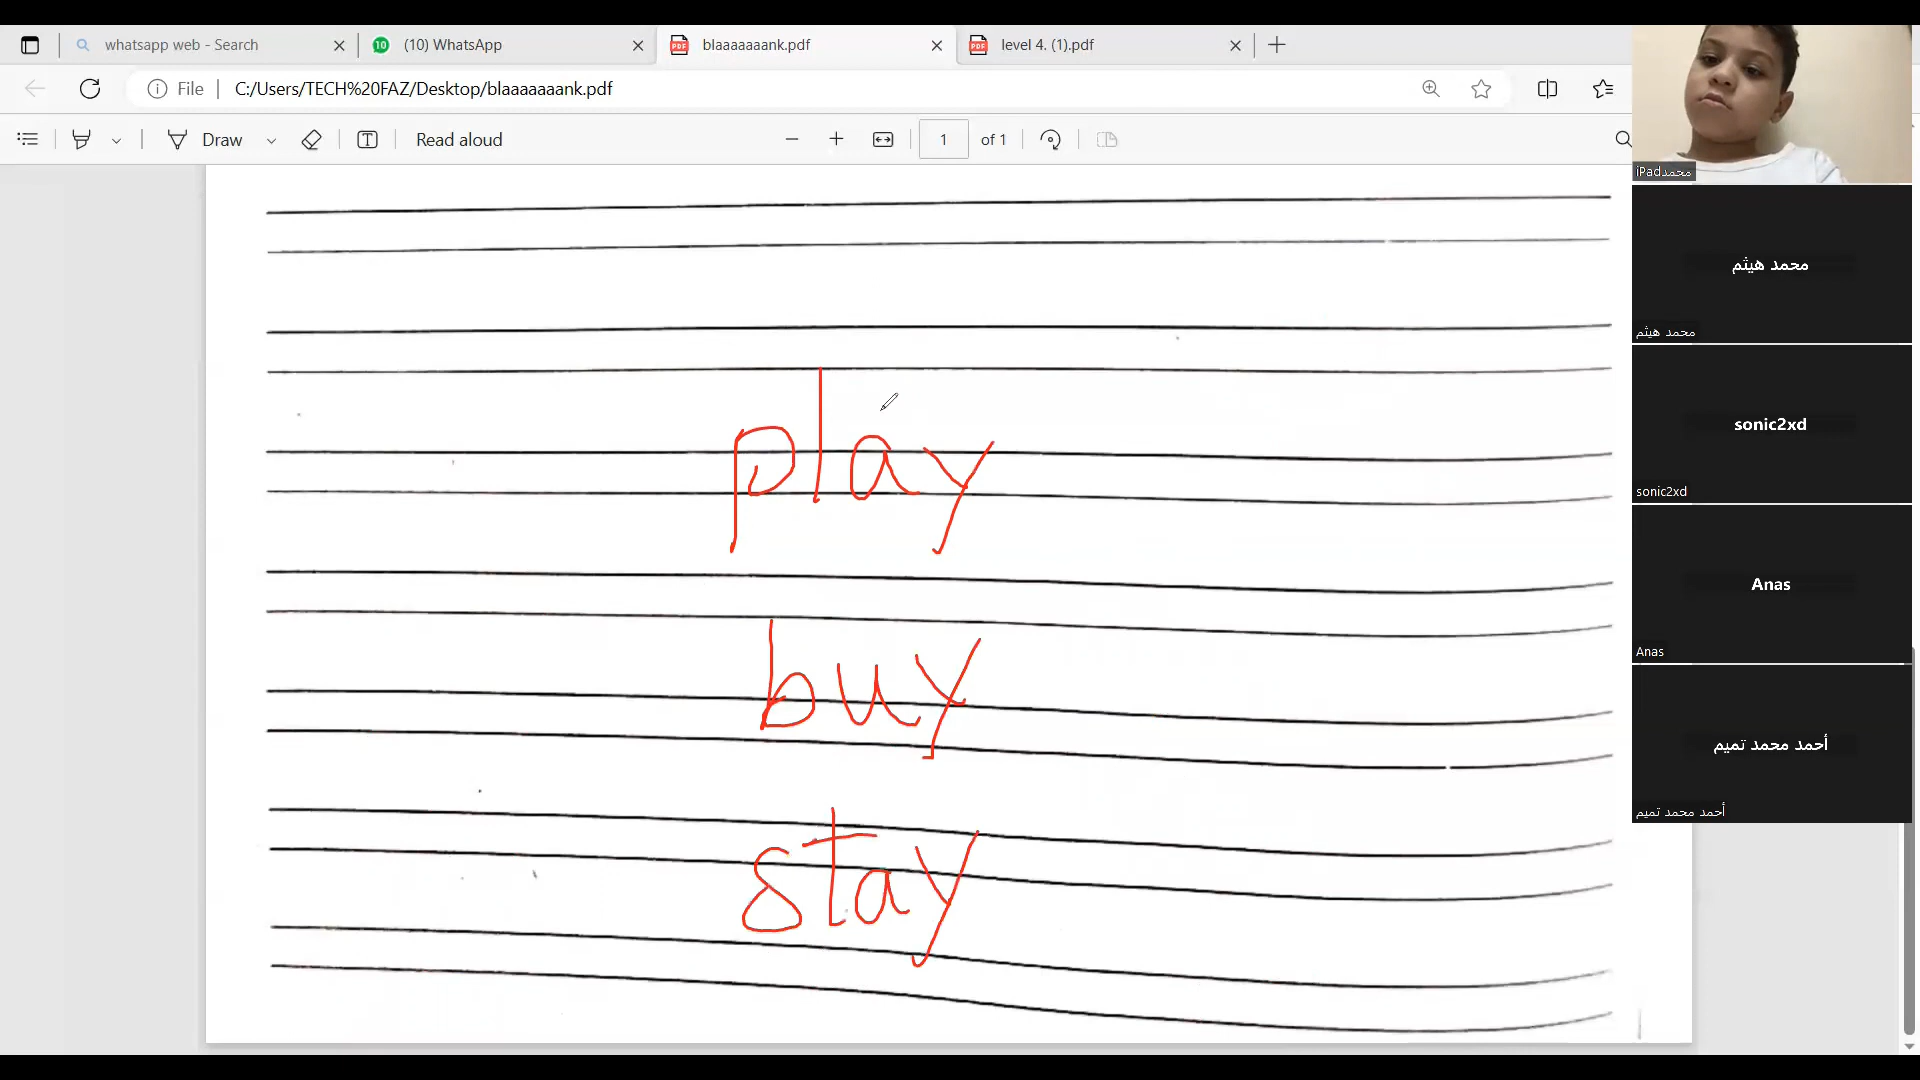 whatsapp web - Search
(10) WhatsApp
blaaaaaaank.pdf
level 4. (1).pdf
File
C:/Users/TECH%20FAZ/Desktop/blaaaaaaank.pdf
Draw
Read aloud
1 of 1
play
buy
stay
iPadمحمد
محمد هيثم
محمد هيثم
sonic2xd
sonic2xd
Anas
Anas
أحمد محمد تميم
أحمد محمد تميم